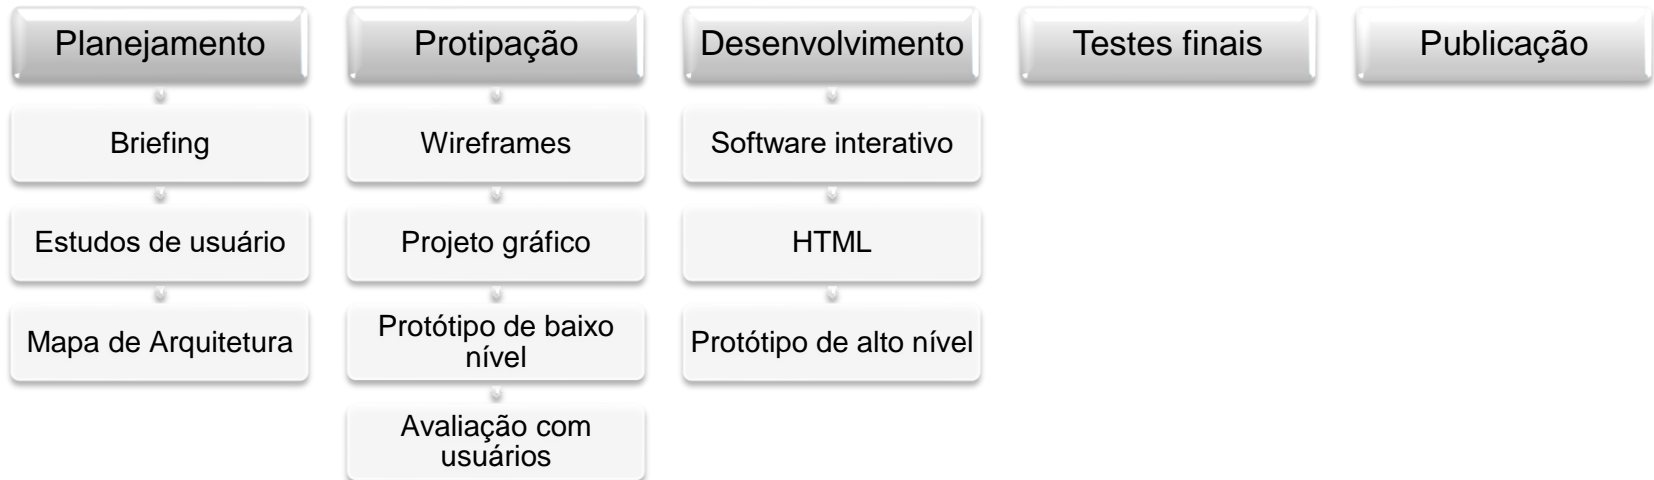 Planejamento
Briefing
Estudos de usuário
Mapa de Arquitetura
Protipação
Wireframes
Projeto gráfico
Protótipo de baixo
nível
Avaliação com
usuários
Desenvolvimento
Software interativo
HTML
Protótipo de alto nível
Testes finais
Publicação